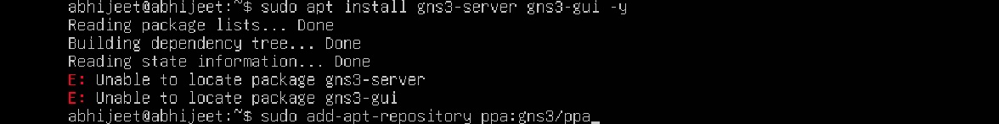 abhijeet@abhijeet:~$ sudo apt install gns3-server gns3-gui -y
Reading package lists... Done
Building dependency tree... Done
Reading state information... Done
E: Unable to locate package gns3-server
E: Unable to locate package gns3-gui
abhijeet@abhijeet:~$ sudo add-apt-repository ppa:gns3/ppa_